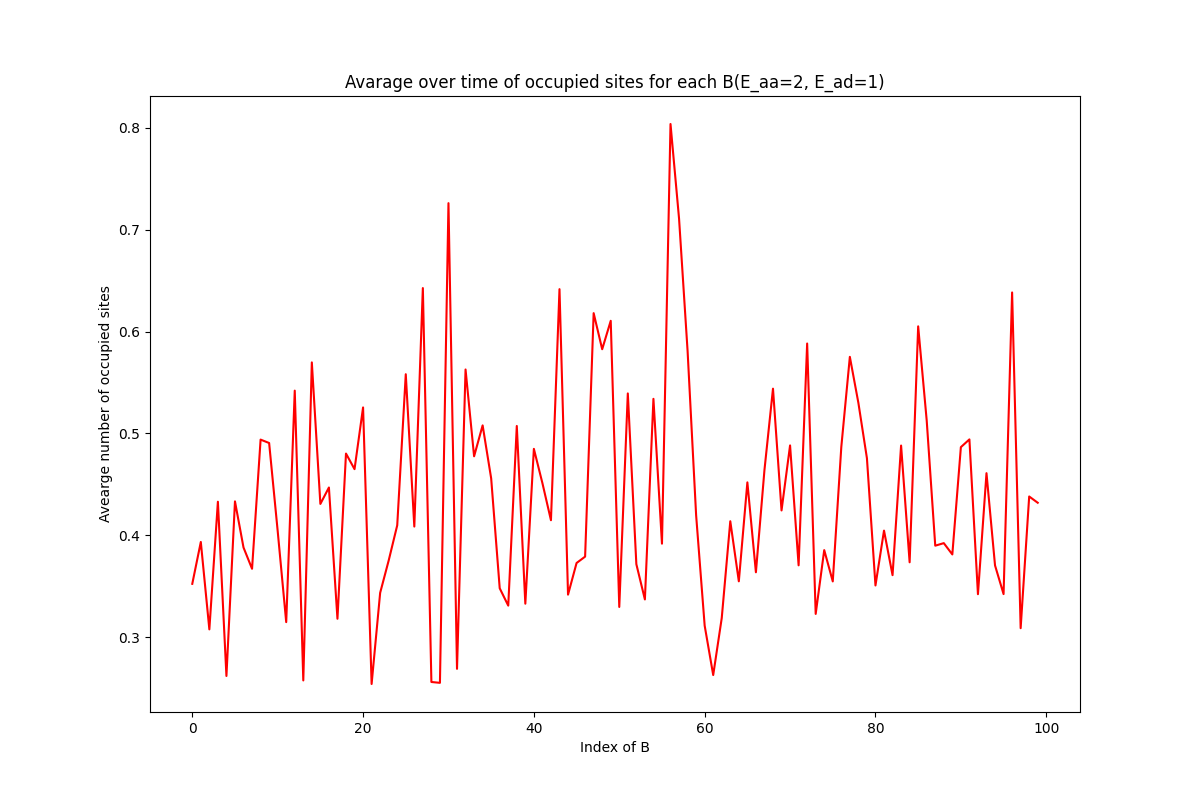 Avarage over time of occupied sites for each B(E_aa=2, E_ad=1)
0.8
0.7
0.6
0.5
0.4
0.3
Avearge number of occupied sites
0 20 40 60 80 100
Index of B